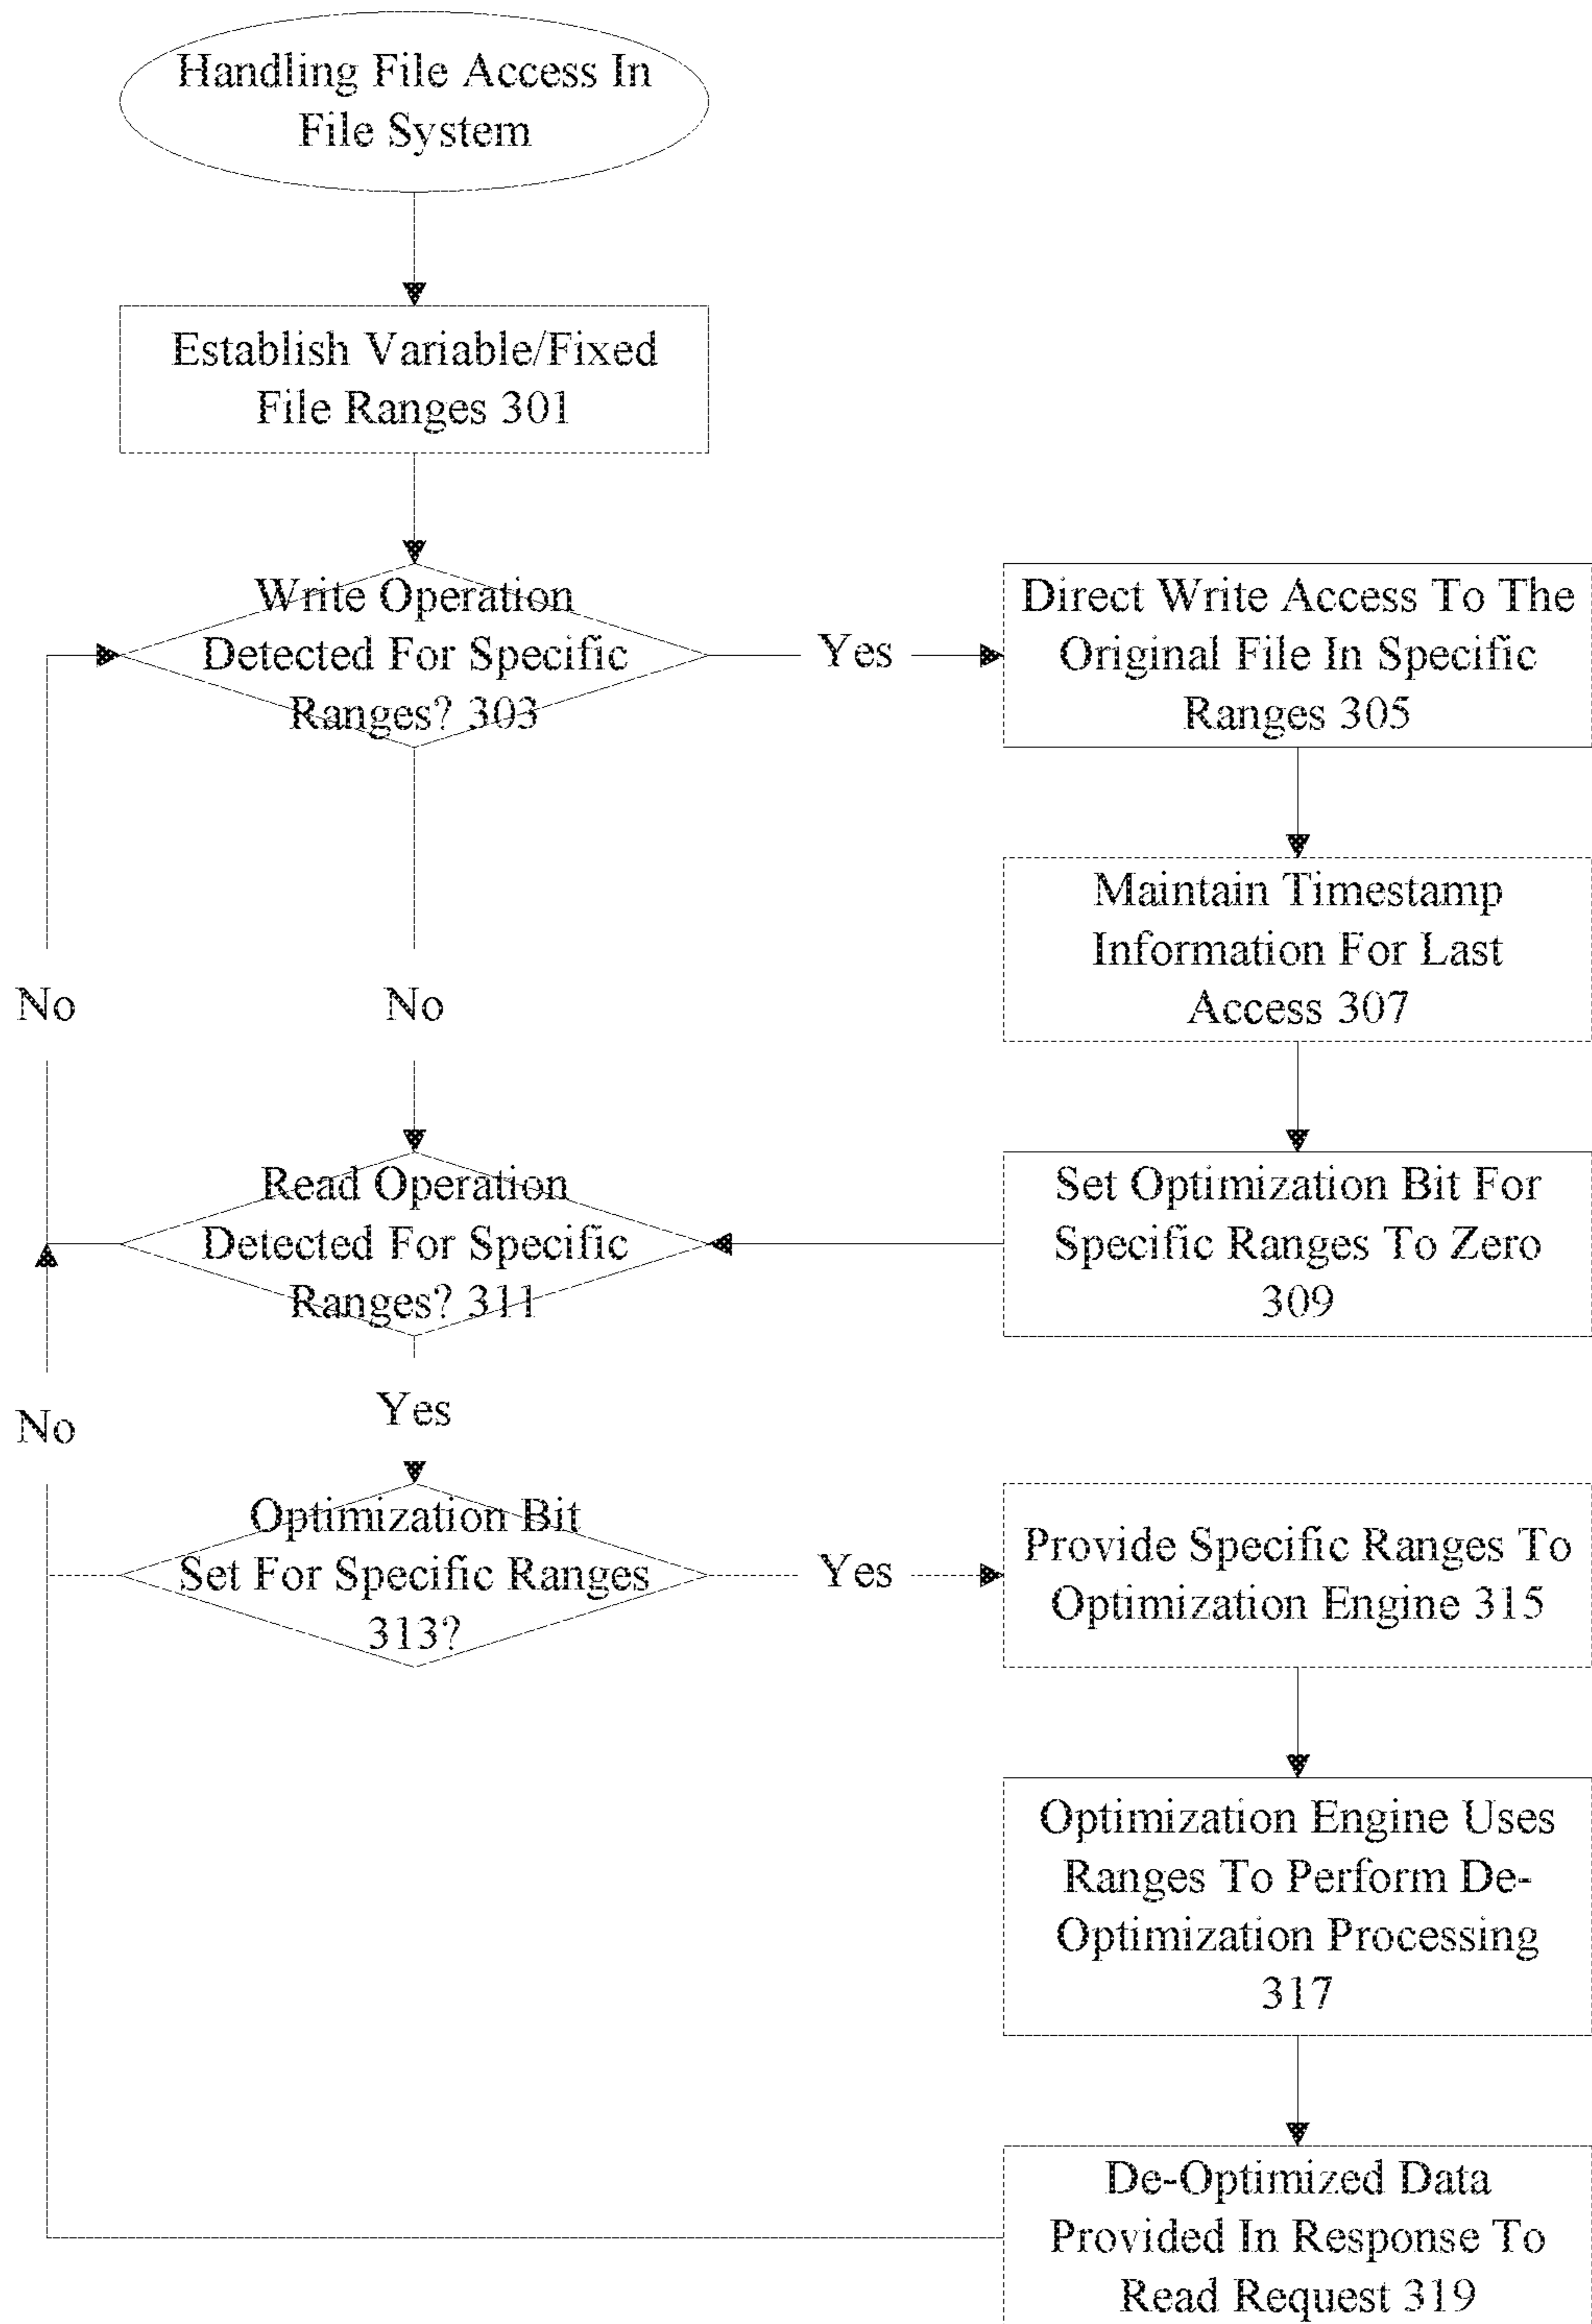 Handling File Access In
File System
Establish Variable/Fixed
File Ranges 301
Write Operation
Detected For Specific
Ranges? 303
Yes
Direct Write Access To The
Original File In Specific
Ranges 305
Maintain Timestamp
Information For Last
Access 307
No
No
Read Operation
Detected For Specific
Ranges? 311
Set Optimization Bit For
Specific Ranges To Zero
309
Yes
No
Optimization Bit
Set For Specific Ranges
313?
Yes
Provide Specific Ranges To
Optimization Engine 315
Optimization Engine Uses
Ranges To Perform De-
Optimization Processing
317
De-Optimized Data
Provided In Response To
Read Request 319